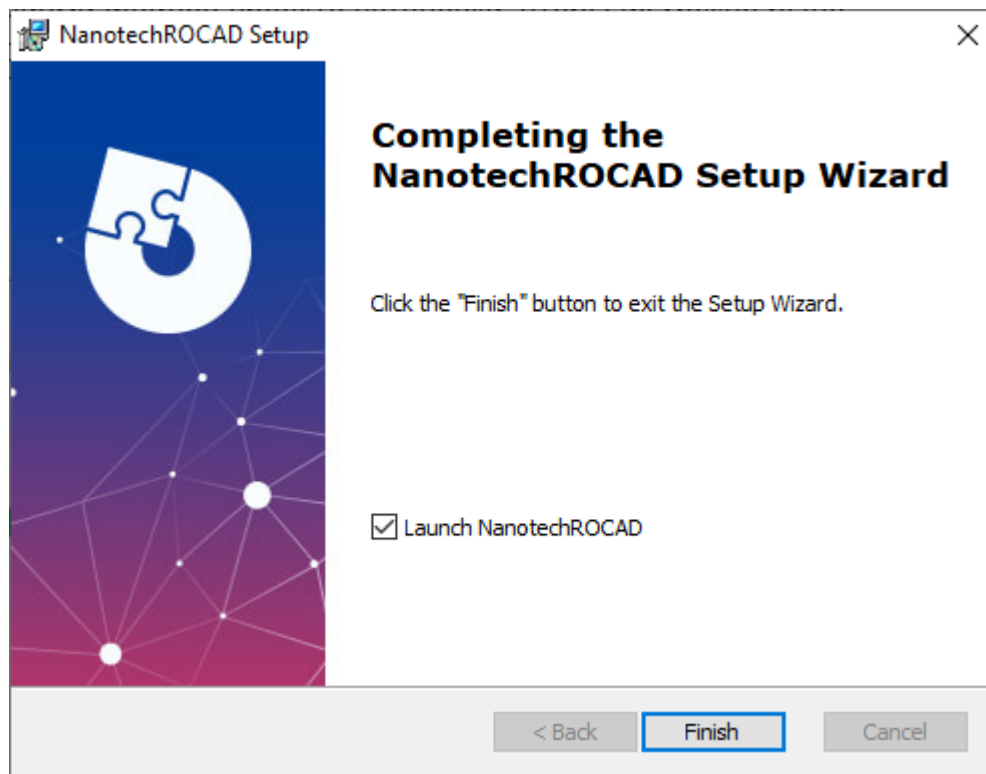 NanotechROCAD Setup
Completing the
NanotechROCAD Setup Wizard
Click the "Finish" button to exit the Setup Wizard.
Launch NanotechROCAD
< Back Finish Cancel